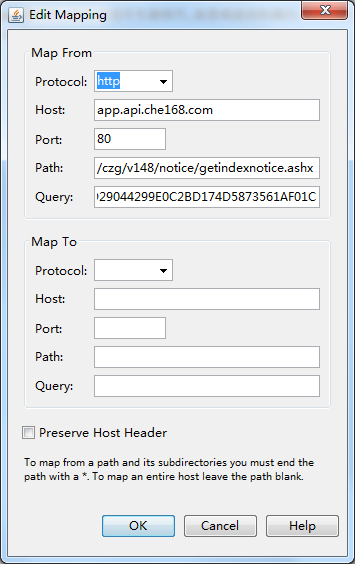 Edit Mapping
Map From
Protocol: http
Host: app.api.che168.com
Port: 80
Path: /czg/v148/notice/getindexnotice.ashx
Query: 29044299E0C2BD174D5873561AF01C
Map To
Protocol:
Host:
Port:
Path:
Query:
Preserve Host Header
To map from a path and its subdirectories you must end the
path with a *. To map an entire host leave the path blank.
OK Cancel Help